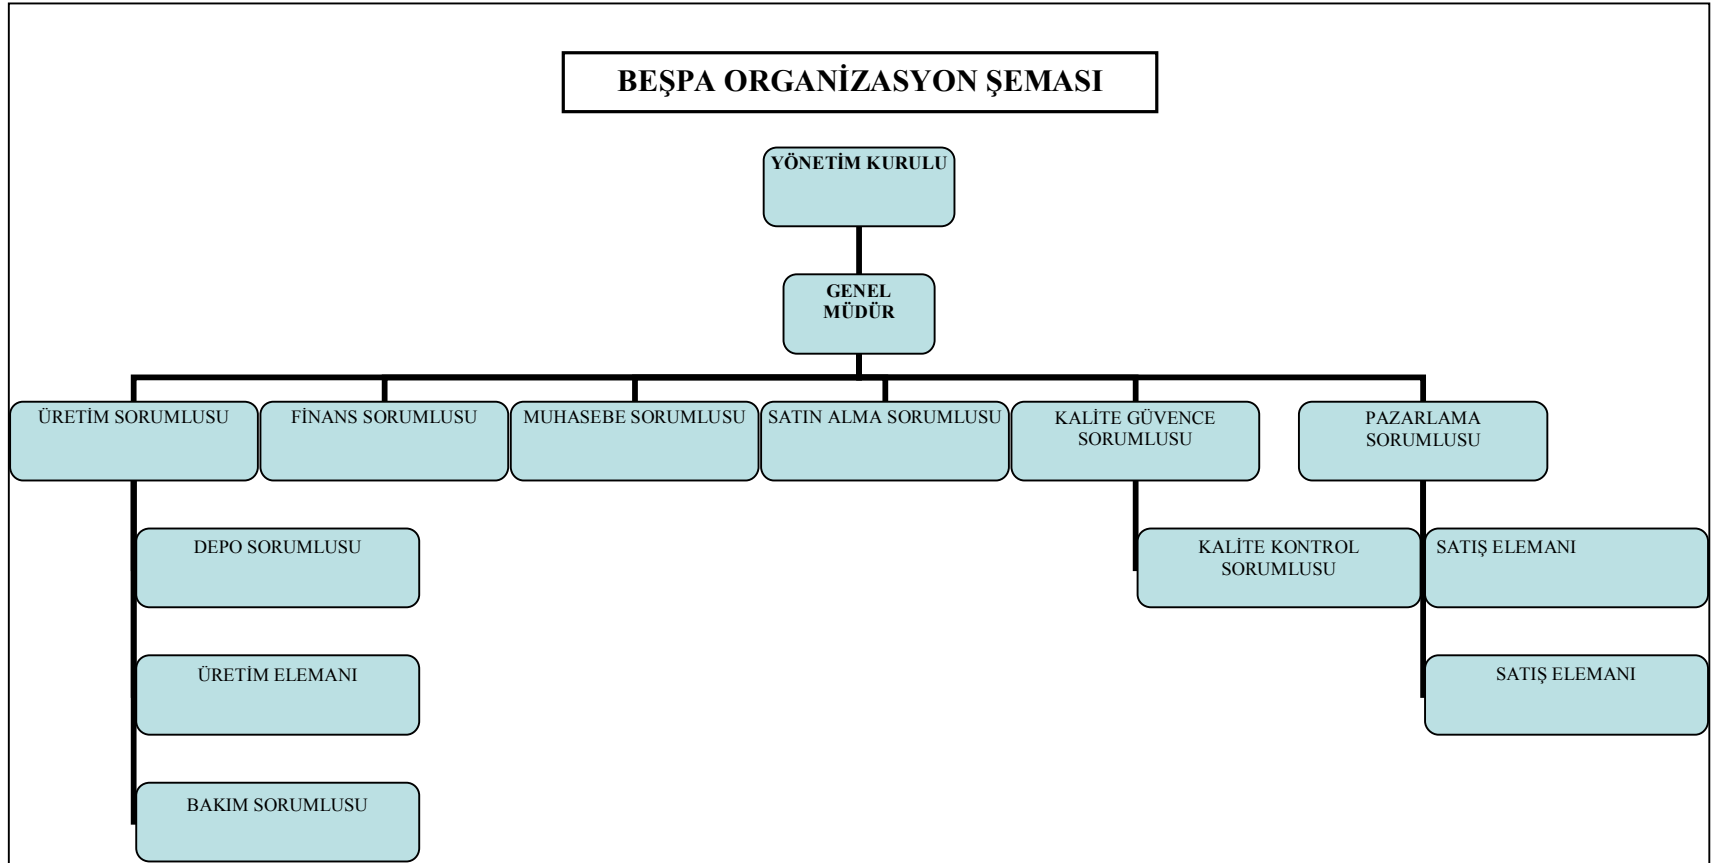 BEŞPA ORGANİZASYON ŞEMASI
YÖNETİM KURULU
GENEL
MÜDÜR
ÜRETİM SORUMLUSU
FİNANS SORUMLUSU
MUHASEBE SORUMLUSU
SATIN ALMA SORUMLUSU
KALİTE GÜVENCE
SORUMLUSU
PAZARLAMA
SORUMLUSU
DEPO SORUMLUSU
KALİTE KONTROL
SORUMLUSU
SATIŞ ELEMANI
ÜRETİM ELEMANI
SATIŞ ELEMANI
BAKIM SORUMLUSU